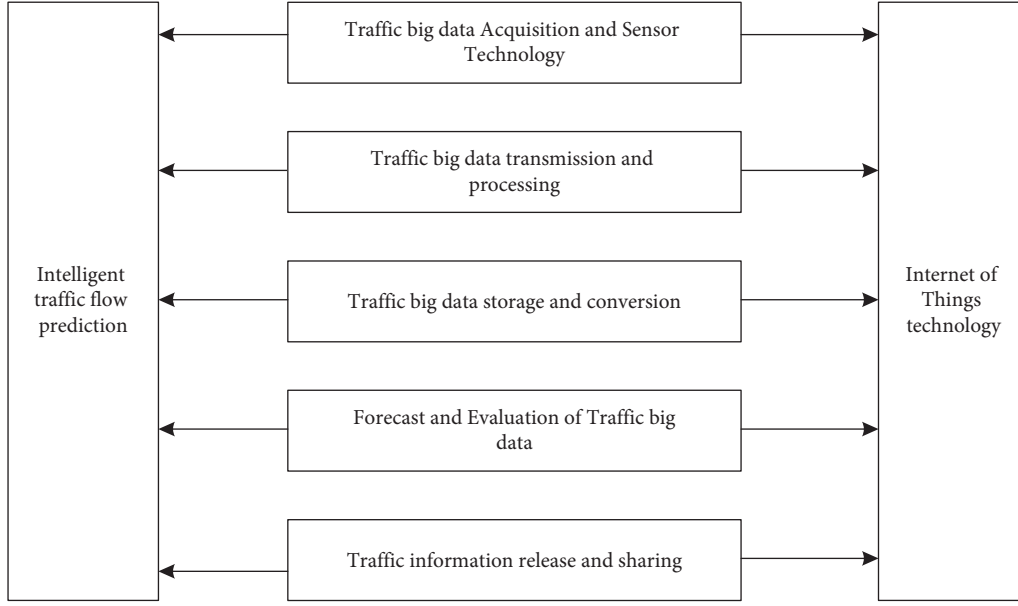 Traffic big data Acquisition and Sensor
Technology
Traffic big data transmission and
processing
Intelligent
traffic flow
prediction
Traffic big data storage and conversion
Internet of
Things
technology
Forecast and Evaluation of Traffic big
data
Traffic information release and sharing